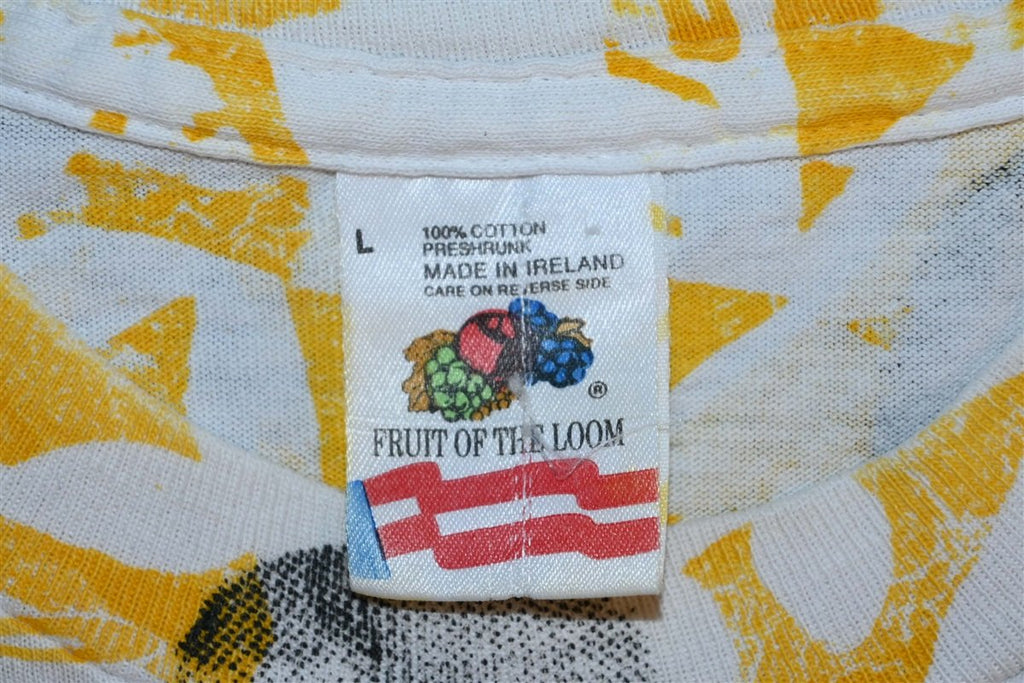 L
100% COTTON
PRESHRUNK
MADE IN IRELAND
CARE ON REVERSE SIDE
®
FRUIT OF THE LOOM